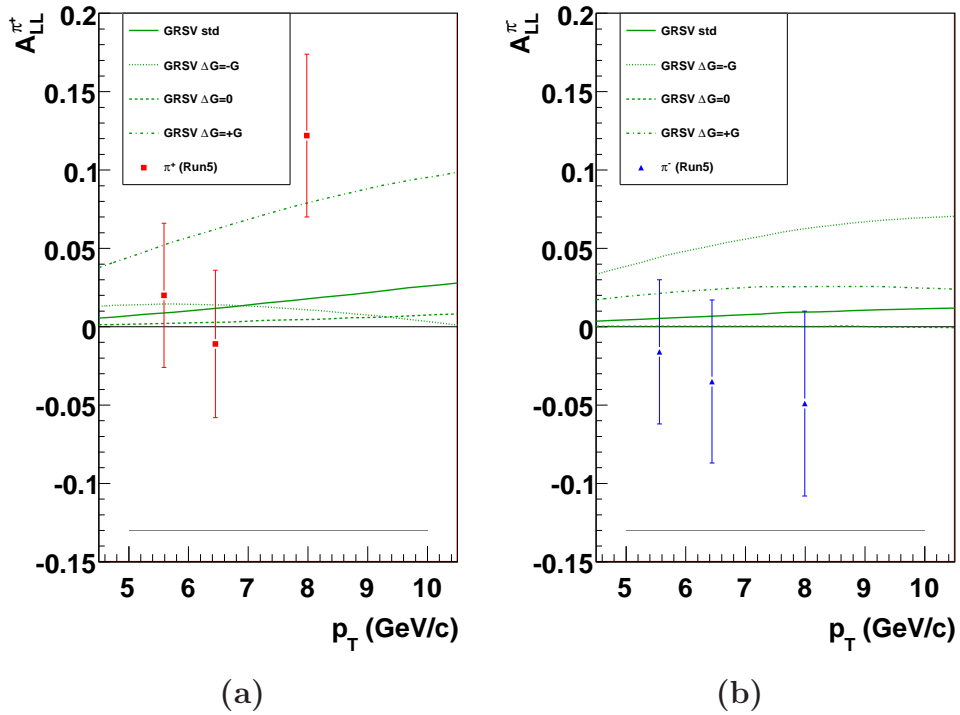 A_LL^π+
0.2
0.15
0.1
0.05
0
-0.05
-0.1
-0.15
GRSV std
GRSV ΔG=-G
GRSV ΔG=0
GRSV ΔG=+G
π+ (Run5)
5 6 7 8 9 10
p_T (GeV/c)
(a)
A_LL^π-
0.2
0.15
0.1
0.05
0
-0.05
-0.1
-0.15
GRSV std
GRSV ΔG=-G
GRSV ΔG=0
GRSV ΔG=+G
π- (Run5)
5 6 7 8 9 10
p_T (GeV/c)
(b)